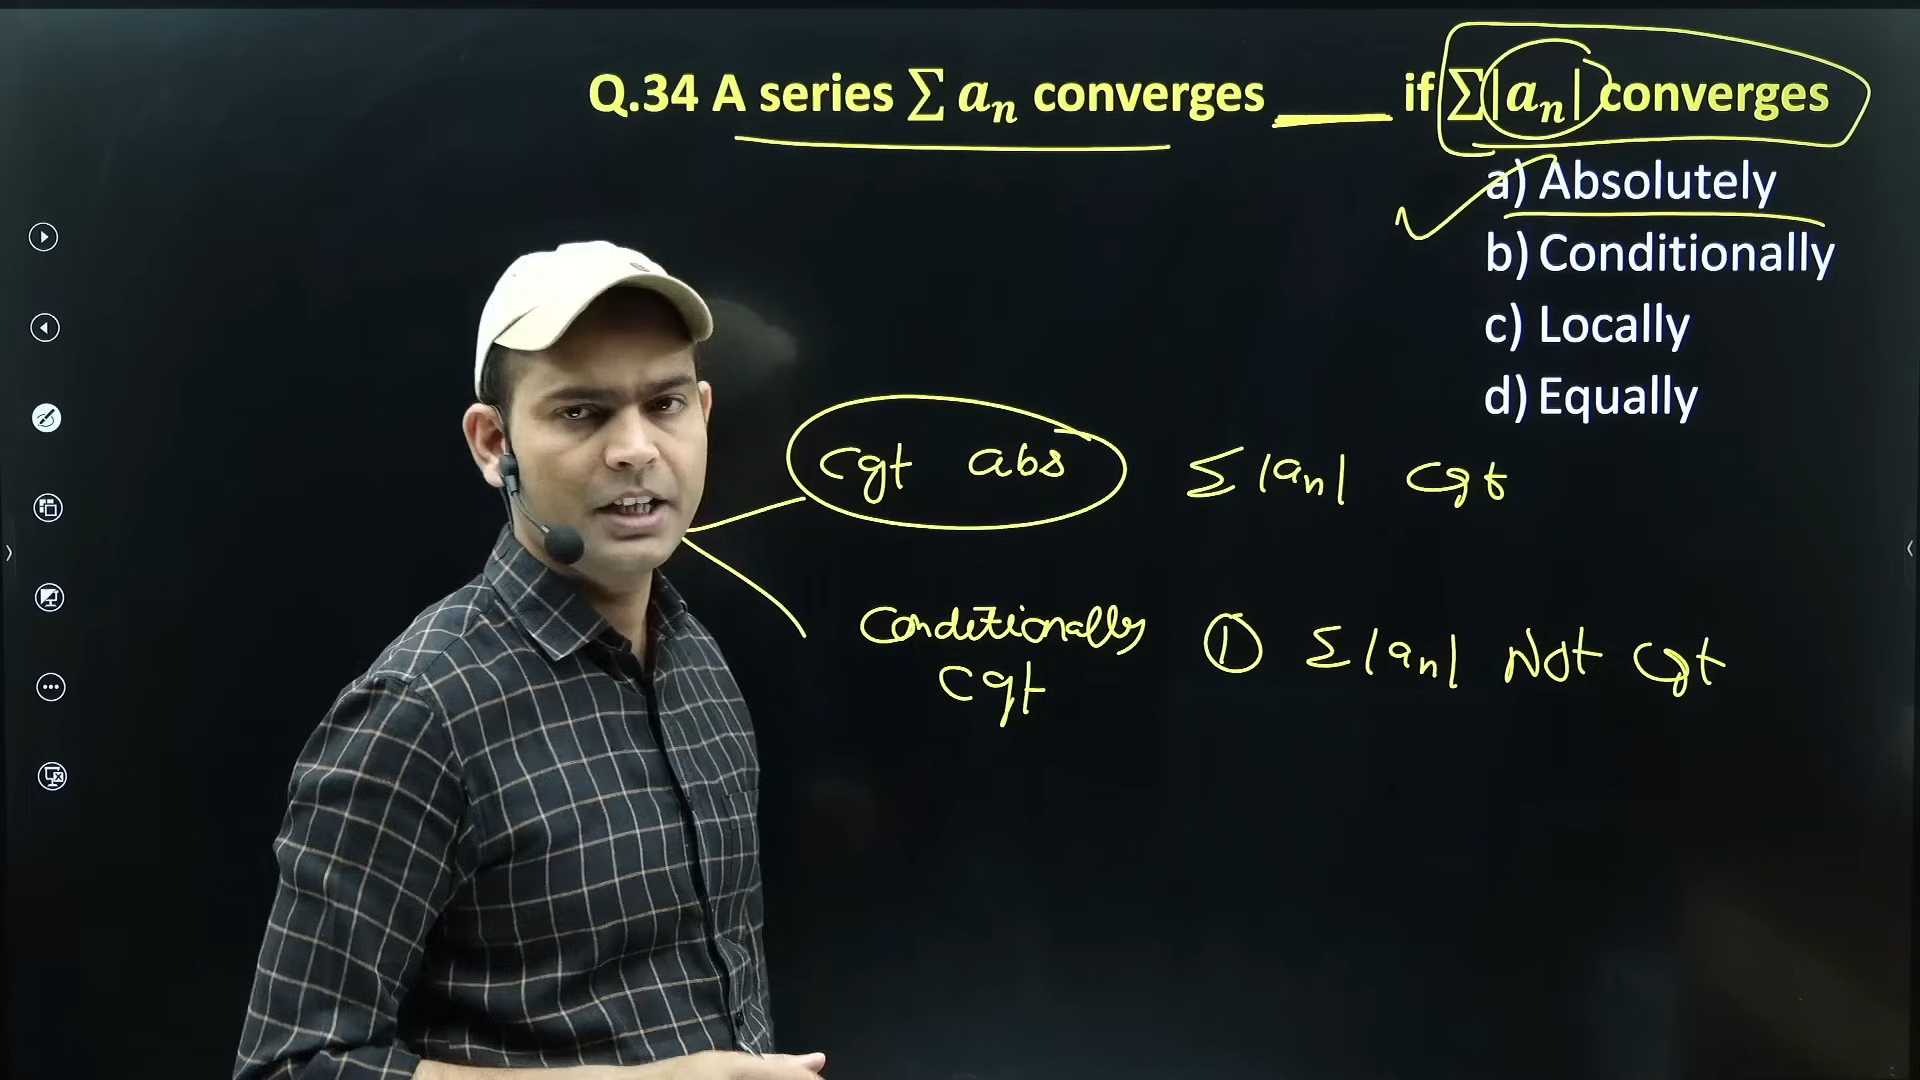 Q.34 A series ∑ aₙ converges ____ if ∑|aₙ| converges
a) Absolutely
b) Conditionally
c) Locally
d) Equally
cgt abs ∑|aₙ| cgt
Conditionally ① ∑|aₙ| Not cgt
cgt